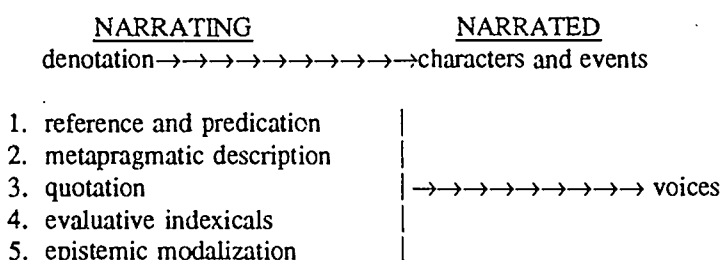 NARRATING NARRATED
denotation→→→→→→→→→→characters and events
1. reference and predication
2. metapragmatic description
3. quotation →→→→→→→→→ voices
4. evaluative indexicals
5. epistemic modalization